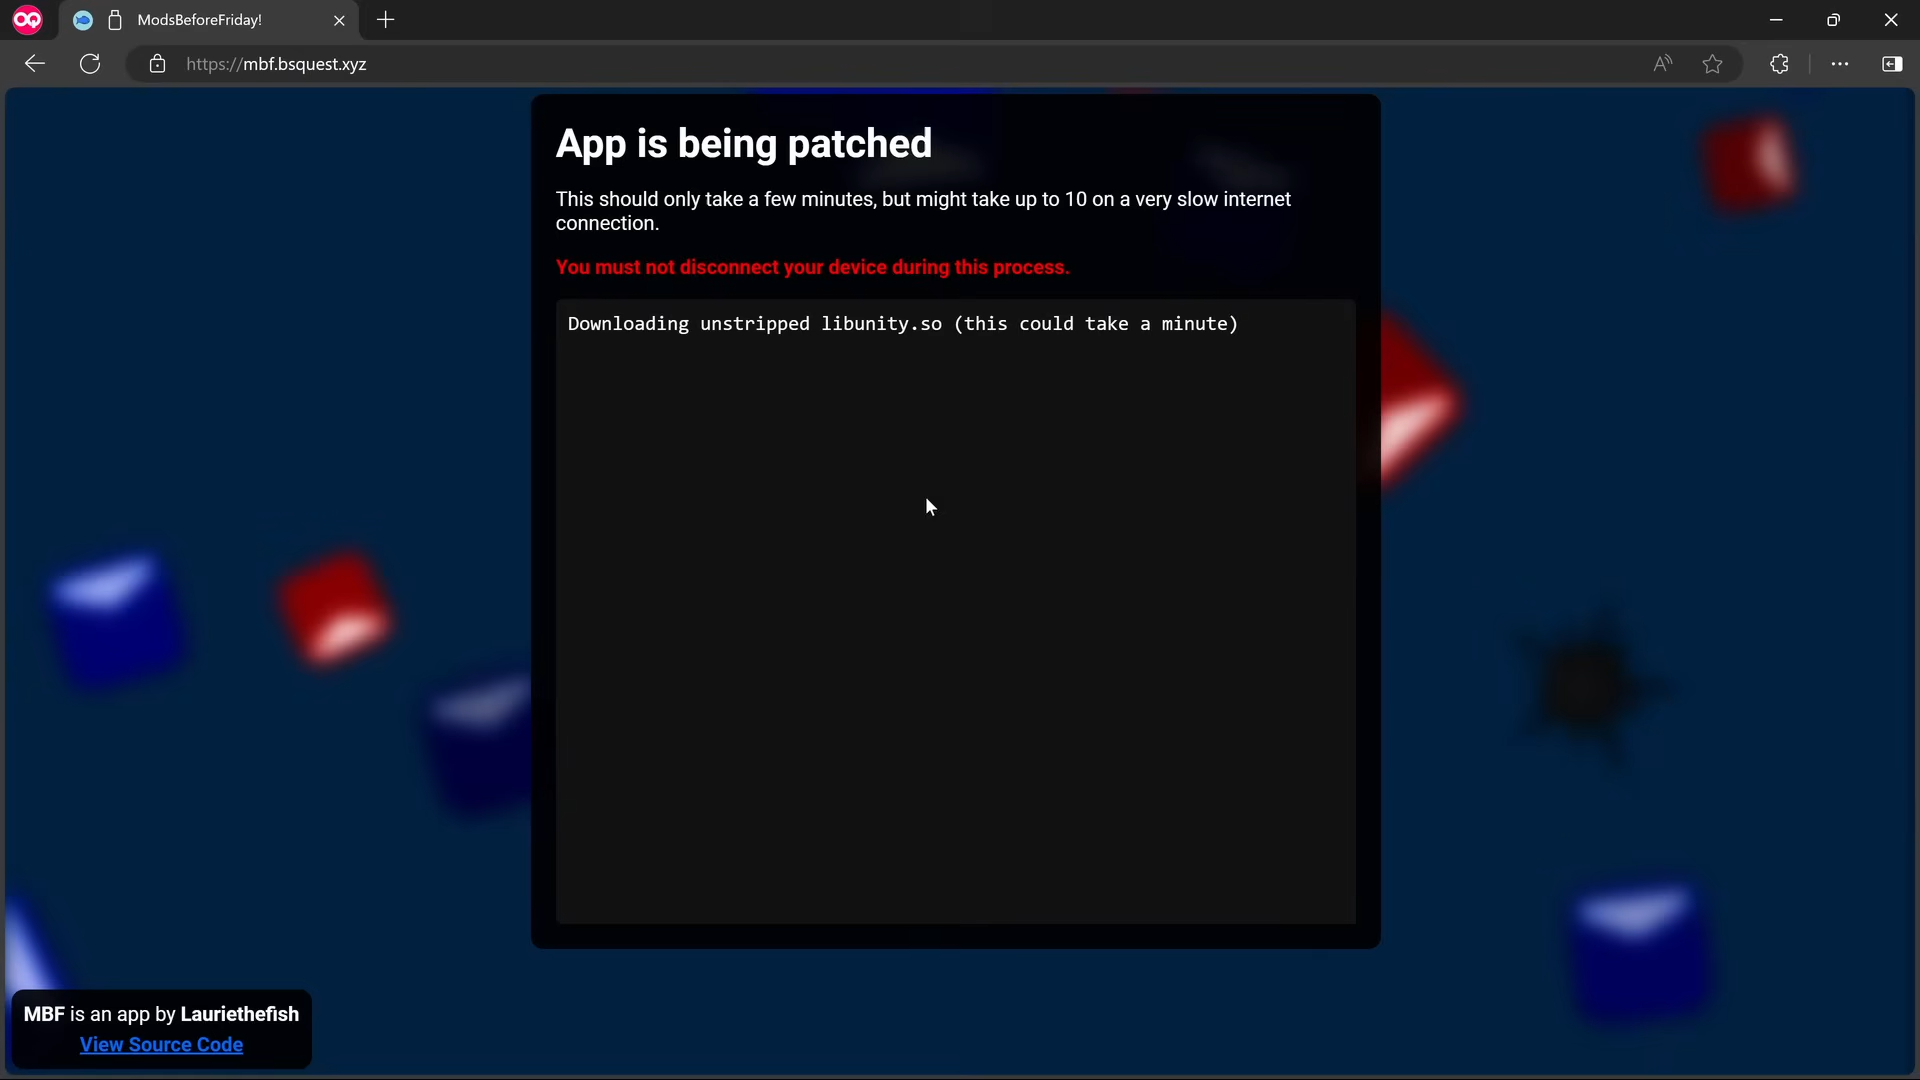 ModsBeforeFriday!
https://mbf.bsquest.xyz
App is being patched
This should only take a few minutes, but might take up to 10 on a very slow internet
connection.
You must not disconnect your device during this process.
Downloading unstripped libunity.so (this could take a minute)
MBF is an app by Lauriethefish
View Source Code